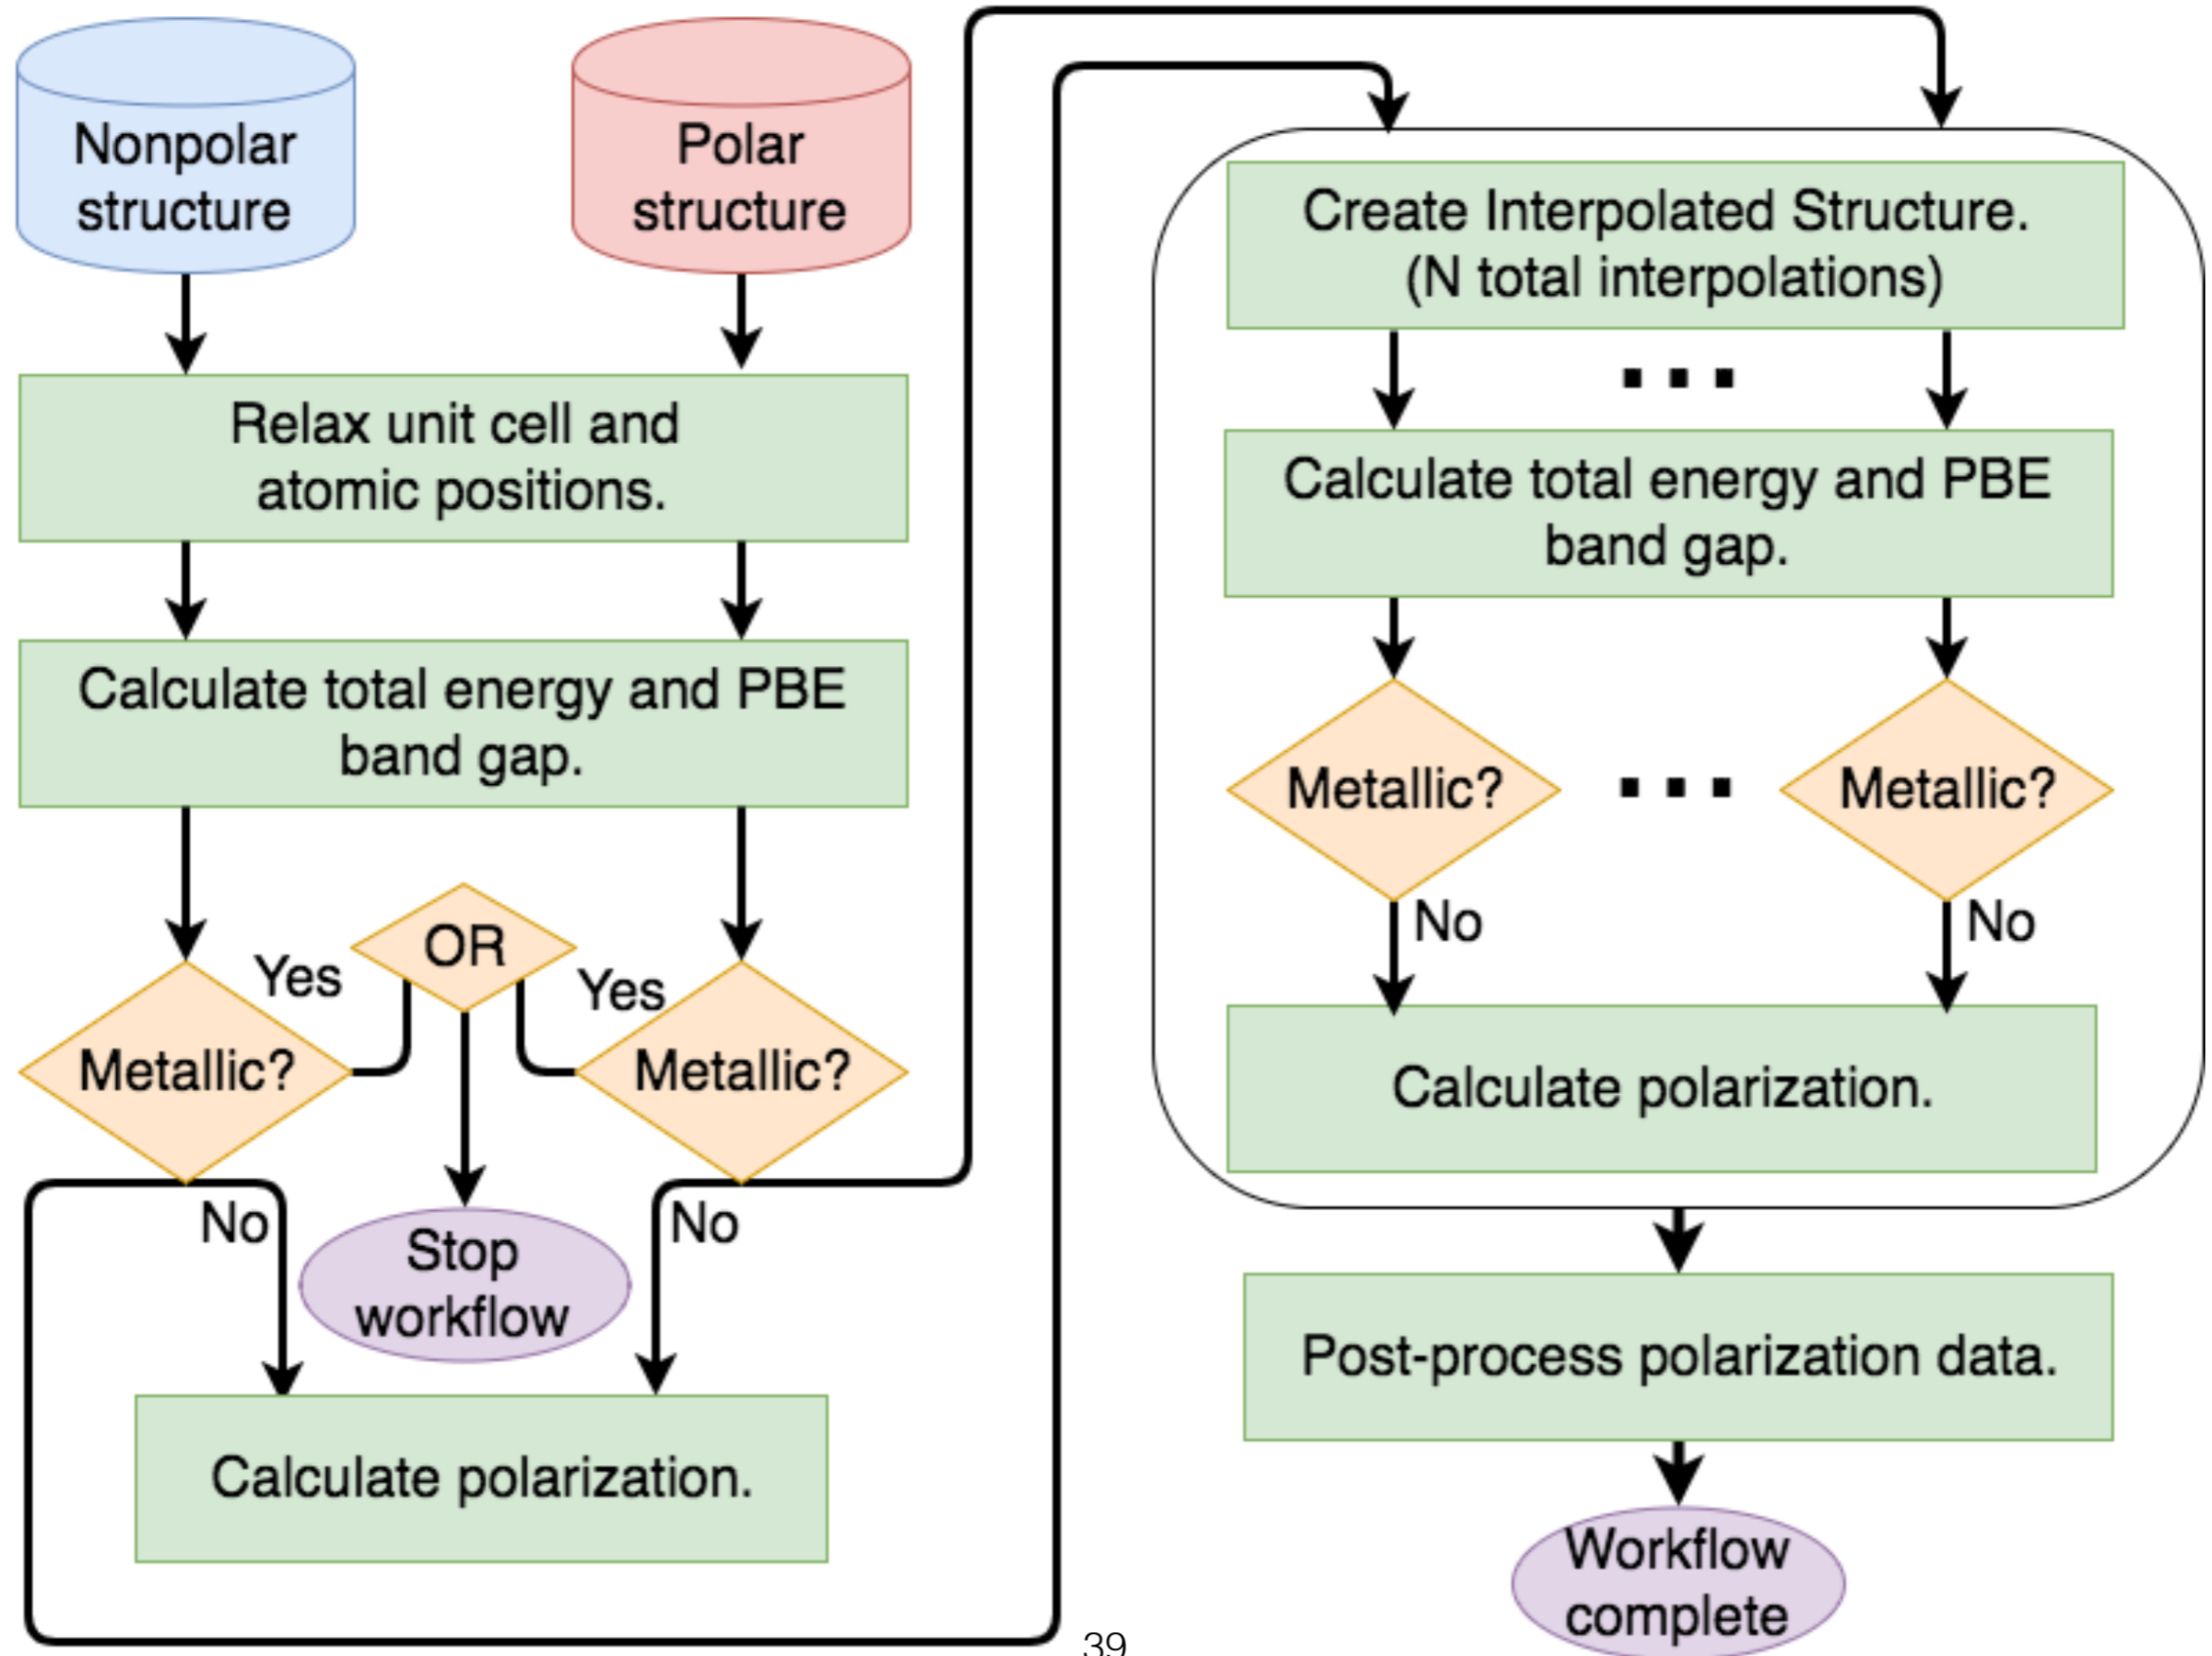 Nonpolar
structure
Polar
structure
Relax unit cell and
atomic positions.
Calculate total energy and PBE
band gap.
OR
Yes
Yes
Metallic?
Metallic?
No
No
Stop
workflow
Calculate polarization.
Create Interpolated Structure.
(N total interpolations)
...
Calculate total energy and PBE
band gap.
Metallic?
...
Metallic?
No
No
Calculate polarization.
Post-process polarization data.
Workflow
complete
39